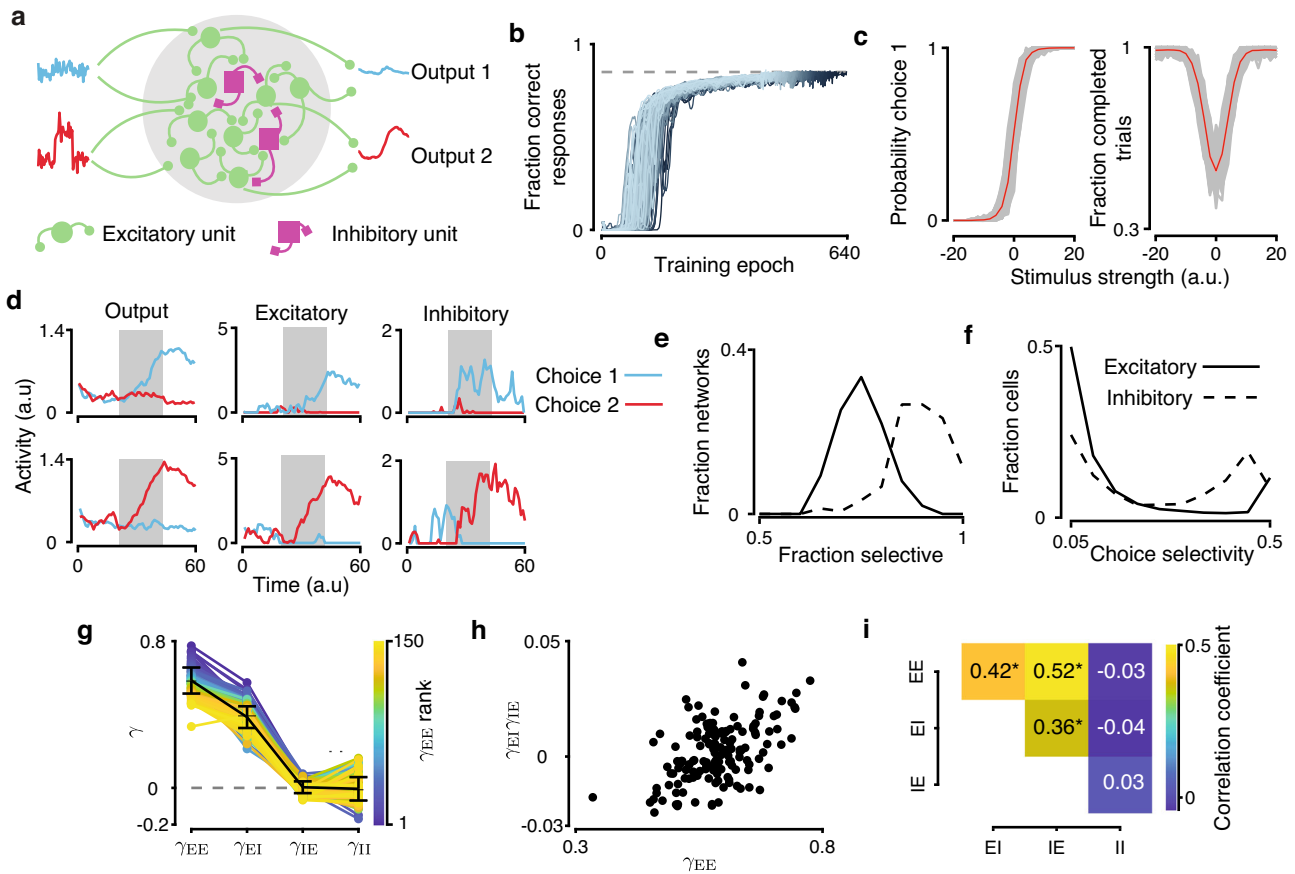 a
Output 1
Output 2
Excitatory unit
Inhibitory unit
b
1
0
Fraction correct
responses
0
640
Training epoch
c
1
0
Probability choice 1
-20
0
20
1
0.3
Fraction completed
trials
-20
0
20
Stimulus strength (a.u.)
d
Output
Excitatory
Inhibitory
1.4
0
5
0
2
0
Choice 1
Choice 2
Activity (a.u)
1.4
0
5
0
2
0
0
60
0
60
0
60
Time (a.u)
e
0.4
0
Fraction networks
0.5
1
Fraction selective
f
0.5
0
Fraction cells
Excitatory
Inhibitory
0.05
0.5
Choice selectivity
g
0.8
0
-0.2
γ
γEE
γEI
γIE
γII
150
1
γEE rank
h
0.05
0
-0.03
γEIγIE
0.3
0.8
γEE
i
EE
EI
IE
0.42*
0.52*
-0.03
0.36*
-0.04
0.03
EI
IE
II
0.5
0
Correlation coefficient